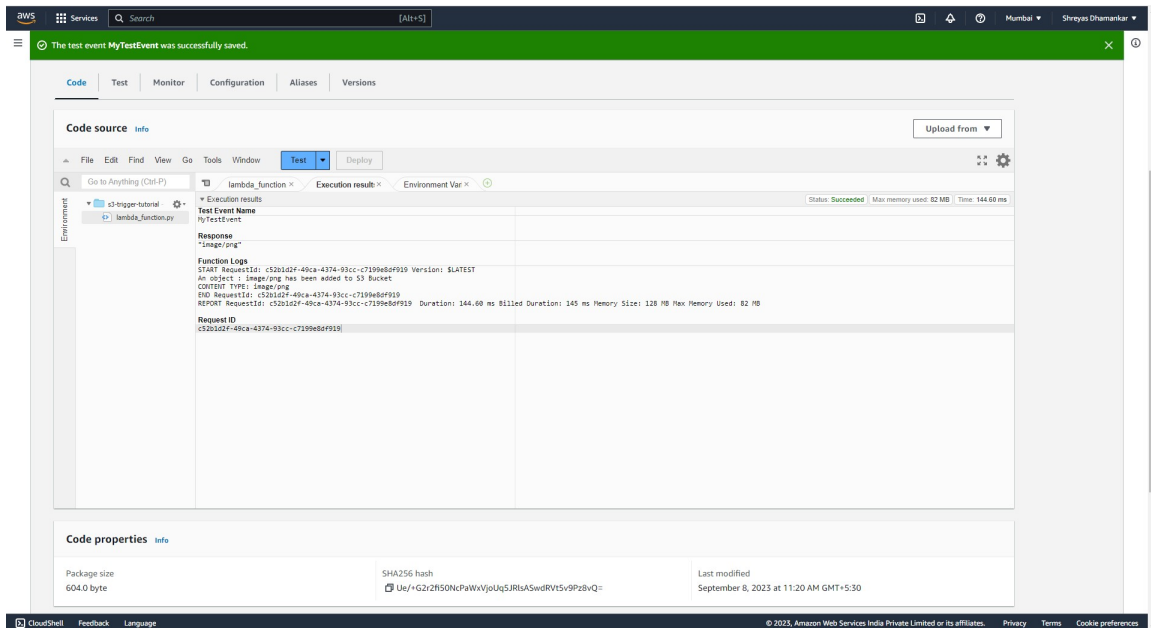 aws Services Search [Alt+S] Mumbai Shreyas Dhamankar
The test event MyTestEvent was successfully saved.
Code Test Monitor Configuration Aliases Versions
Code source Info Upload from
File Edit Find View Go Tools Window Test Deploy
Go to Anything (Ctrl-P) lambda_function × Execution results × Environment Var ×
Environment
s3-trigger-tutorial
lambda_function.py
Execution results Status: Succeeded Max memory used: 82 MB Time: 144.60 ms
Test Event Name
MyTestEvent
Response
"image/png"
Function Logs
START RequestId: c52b1d2f-49ca-4374-93cc-c7199e8df919 Version: $LATEST
An object : image/png has been added to S3 Bucket
CONTENT TYPE: image/png
END RequestId: c52b1d2f-49ca-4374-93cc-c7199e8df919
REPORT RequestId: c52b1d2f-49ca-4374-93cc-c7199e8df919 Duration: 144.60 ms Billed Duration: 145 ms Memory Size: 128 MB Max Memory Used: 82 MB
Request ID
c52b1d2f-49ca-4374-93cc-c7199e8df919
Code properties Info
Package size SHA256 hash Last modified
604.0 byte Ue/+G2r2fi50NcPaWxVjoUq5JRlsASwdRVt5v9Pz8vQ= September 8, 2023 at 11:20 AM GMT+5:30
CloudShell Feedback Language © 2023, Amazon Web Services India Private Limited or its affiliates. Privacy Terms Cookie preferences